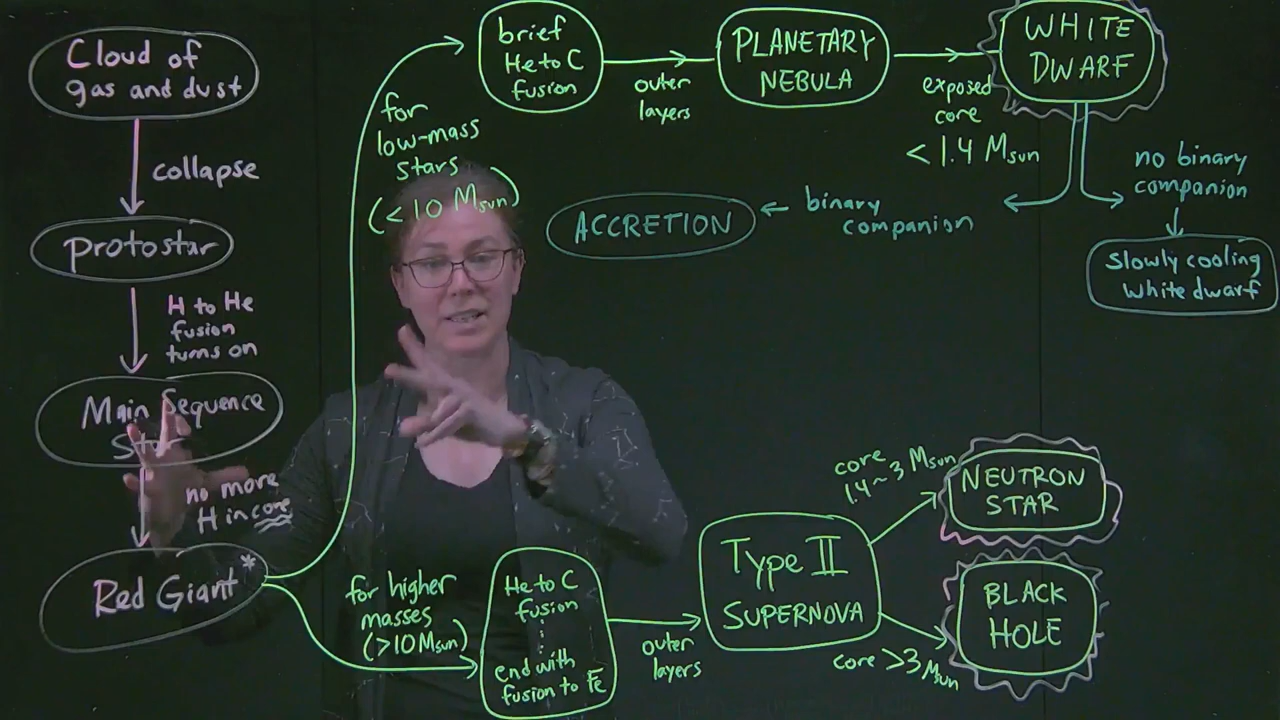 Cloud of
gas and dust
collapse
Protostar
H to He
fusion
turns on
Main Sequence
Star
no more
H in core
Red Giant*
for
low-mass
stars
(< 10 Msun)
brief
He to C
fusion
outer
layers
PLANETARY
NEBULA
exposed
core
< 1.4 Msun
WHITE
DWARF
no binary
companion
Slowly cooling
white dwarf
binary
companion
ACCRETION
for higher
masses
(>10 Msun)
He to C
fusion
end with
fusion to Fe
outer
layers
Type II
SUPERNOVA
core
1.4 ~ 3 Msun
NEUTRON
STAR
core >3 Msun
BLACK
HOLE